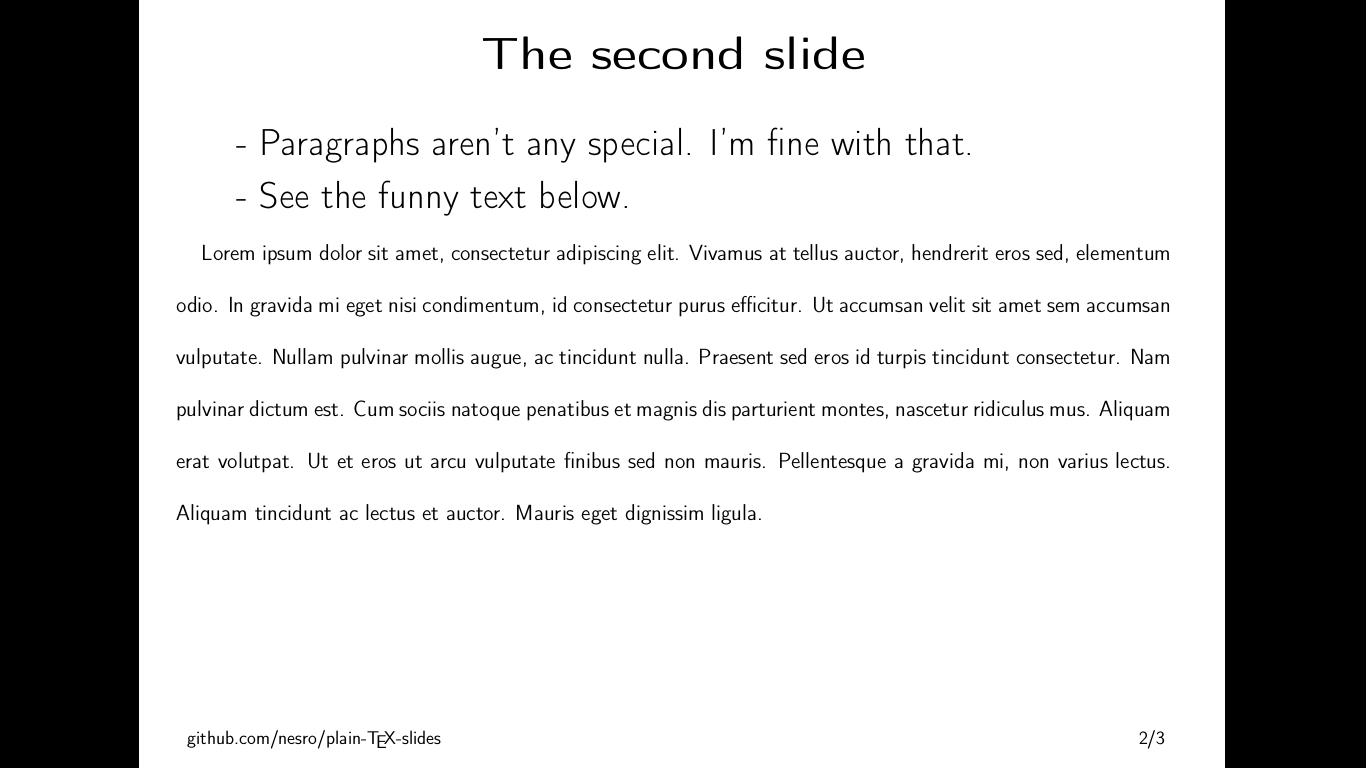 The second slide
- Paragraphs aren't any special. I'm fine with that.
- See the funny text below.
Lorem ipsum dolor sit amet, consectetur adipiscing elit. Vivamus at tellus auctor, hendrerit eros sed, elementum
odio. In gravida mi eget nisi condimentum, id consectetur purus efficitur. Ut accumsan velit sit amet sem accumsan
vulputate. Nullam pulvinar mollis augue, ac tincidunt nulla. Praesent sed eros id turpis tincidunt consectetur. Nam
pulvinar dictum est. Cum sociis natoque penatibus et magnis dis parturient montes, nascetur ridiculus mus. Aliquam
erat volutpat. Ut et eros ut arcu vulputate finibus sed non mauris. Pellentesque a gravida mi, non varius lectus.
Aliquam tincidunt ac lectus et auctor. Mauris eget dignissim ligula.
github.com/nesro/plain-TEX-slides
2/3